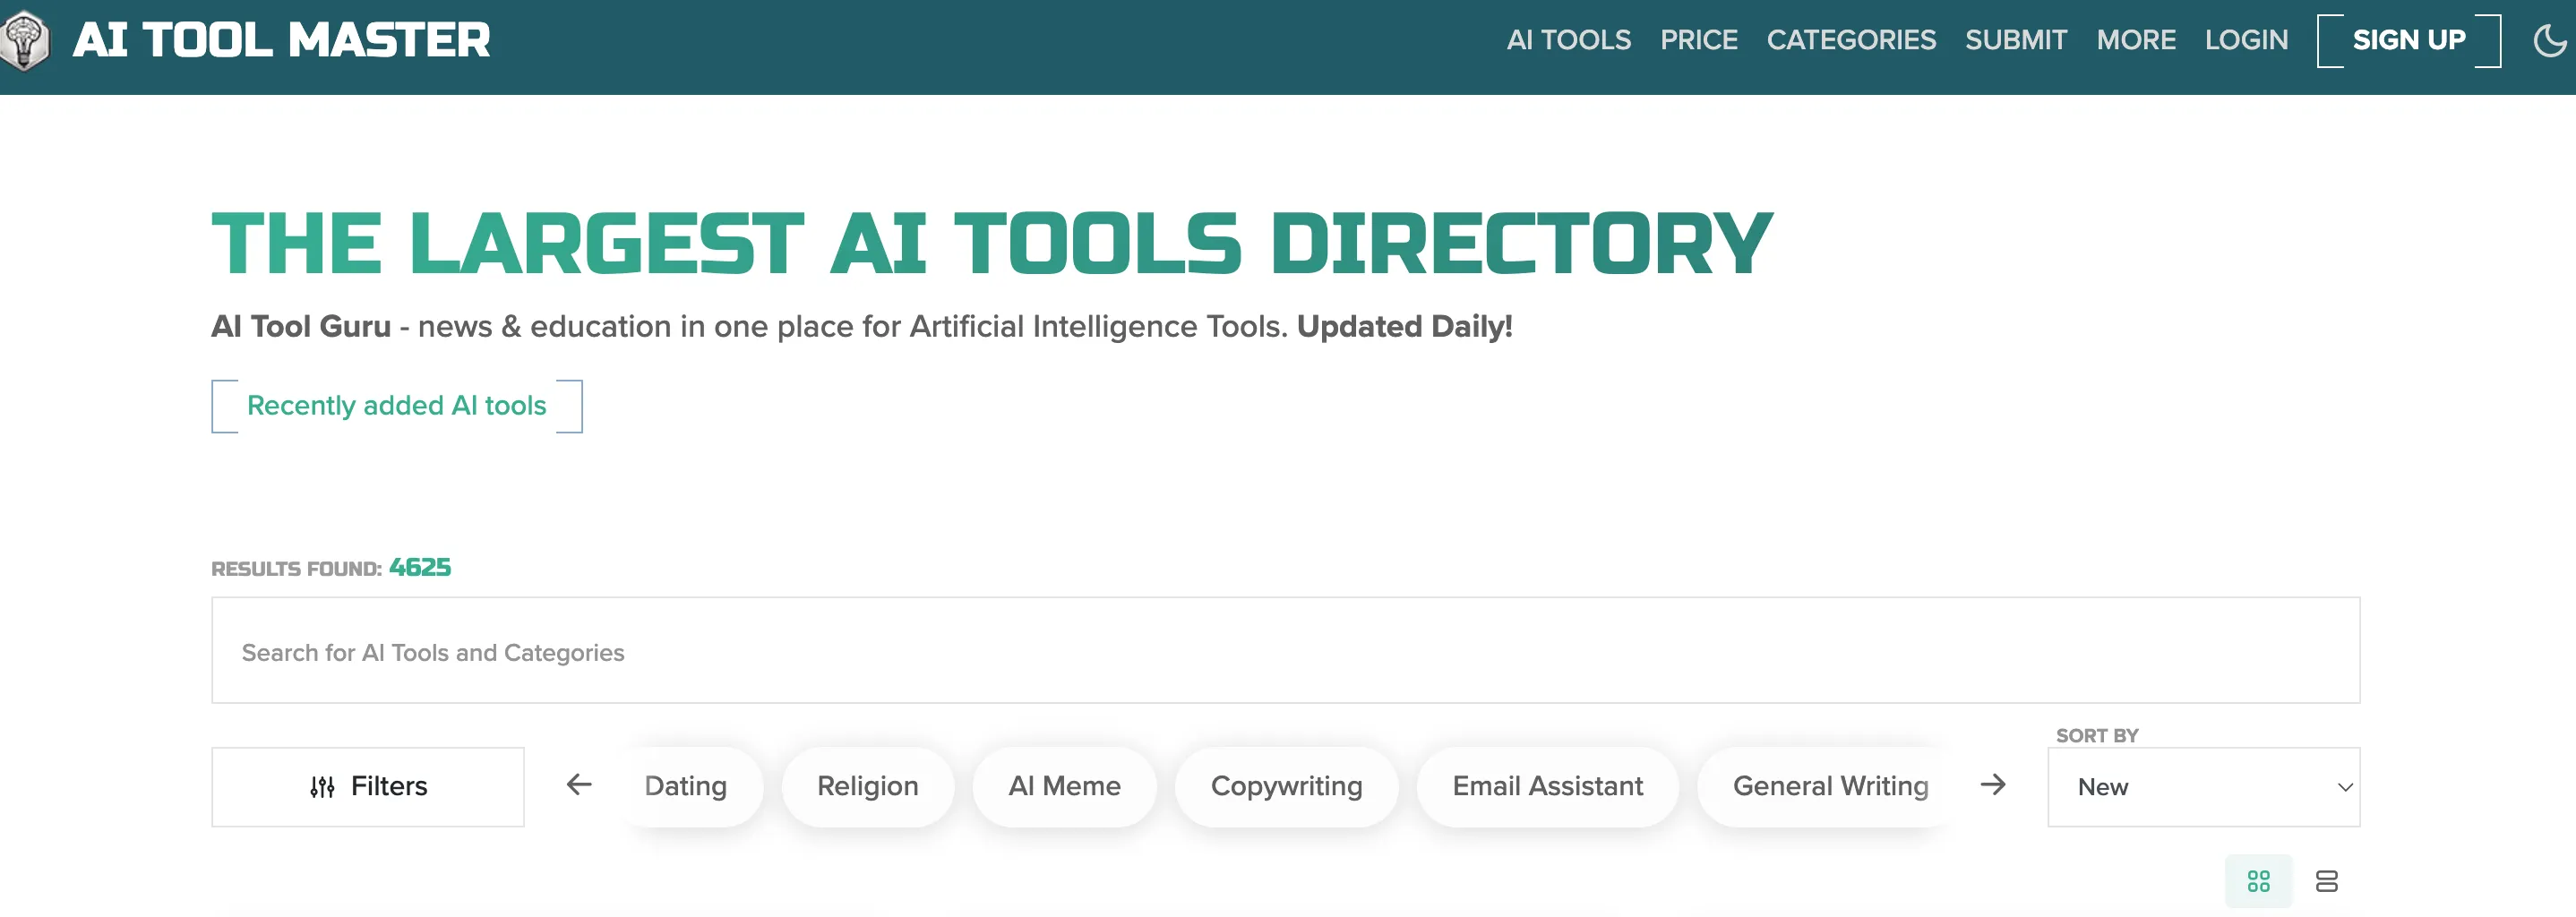 AI TOOL MASTER
AI TOOLS PRICE CATEGORIES SUBMIT MORE LOGIN SIGN UP
THE LARGEST AI TOOLS DIRECTORY
AI Tool Guru - news & education in one place for Artificial Intelligence Tools. Updated Daily!
Recently added AI tools
RESULTS FOUND: 4625
Search for AI Tools and Categories
SORT BY
Filters Dating Religion AI Meme Copywriting Email Assistant General Writing New